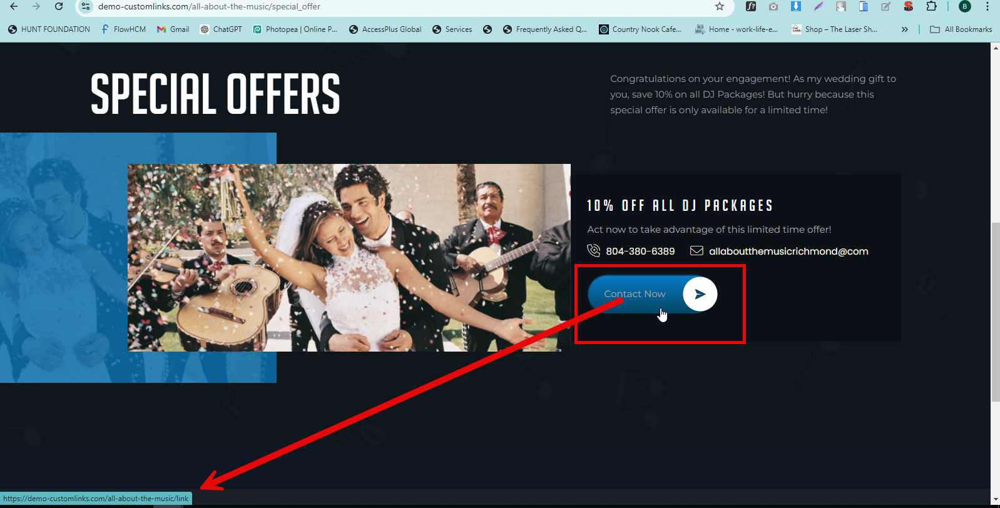 demo-customlinks.com/all-about-the-music/special_offer
f?
SEO
B
HUNT FOUNDATION
FlowHCM
Gmail
ChatGPT
Photopea | Online P...
AccessPlus Global
Services
Frequently Asked Q...
Country Nook Cafe...
Home - work-life-e...
Shop – The Laser Sh...
»
All Bookmarks
SPECIAL OFFERS
Congratulations on your engagement! As my wedding gift to
you, save 10% on all DJ Packages! But hurry because this
special offer is only available for a limited time!
10% OFF ALL DJ PACKAGES
Act now to take advantage of this limited time offer!
804-380-6389
allaboutthemusicrichmond@com
Contact Now
https://demo-customlinks.com/all-about-the-music/link